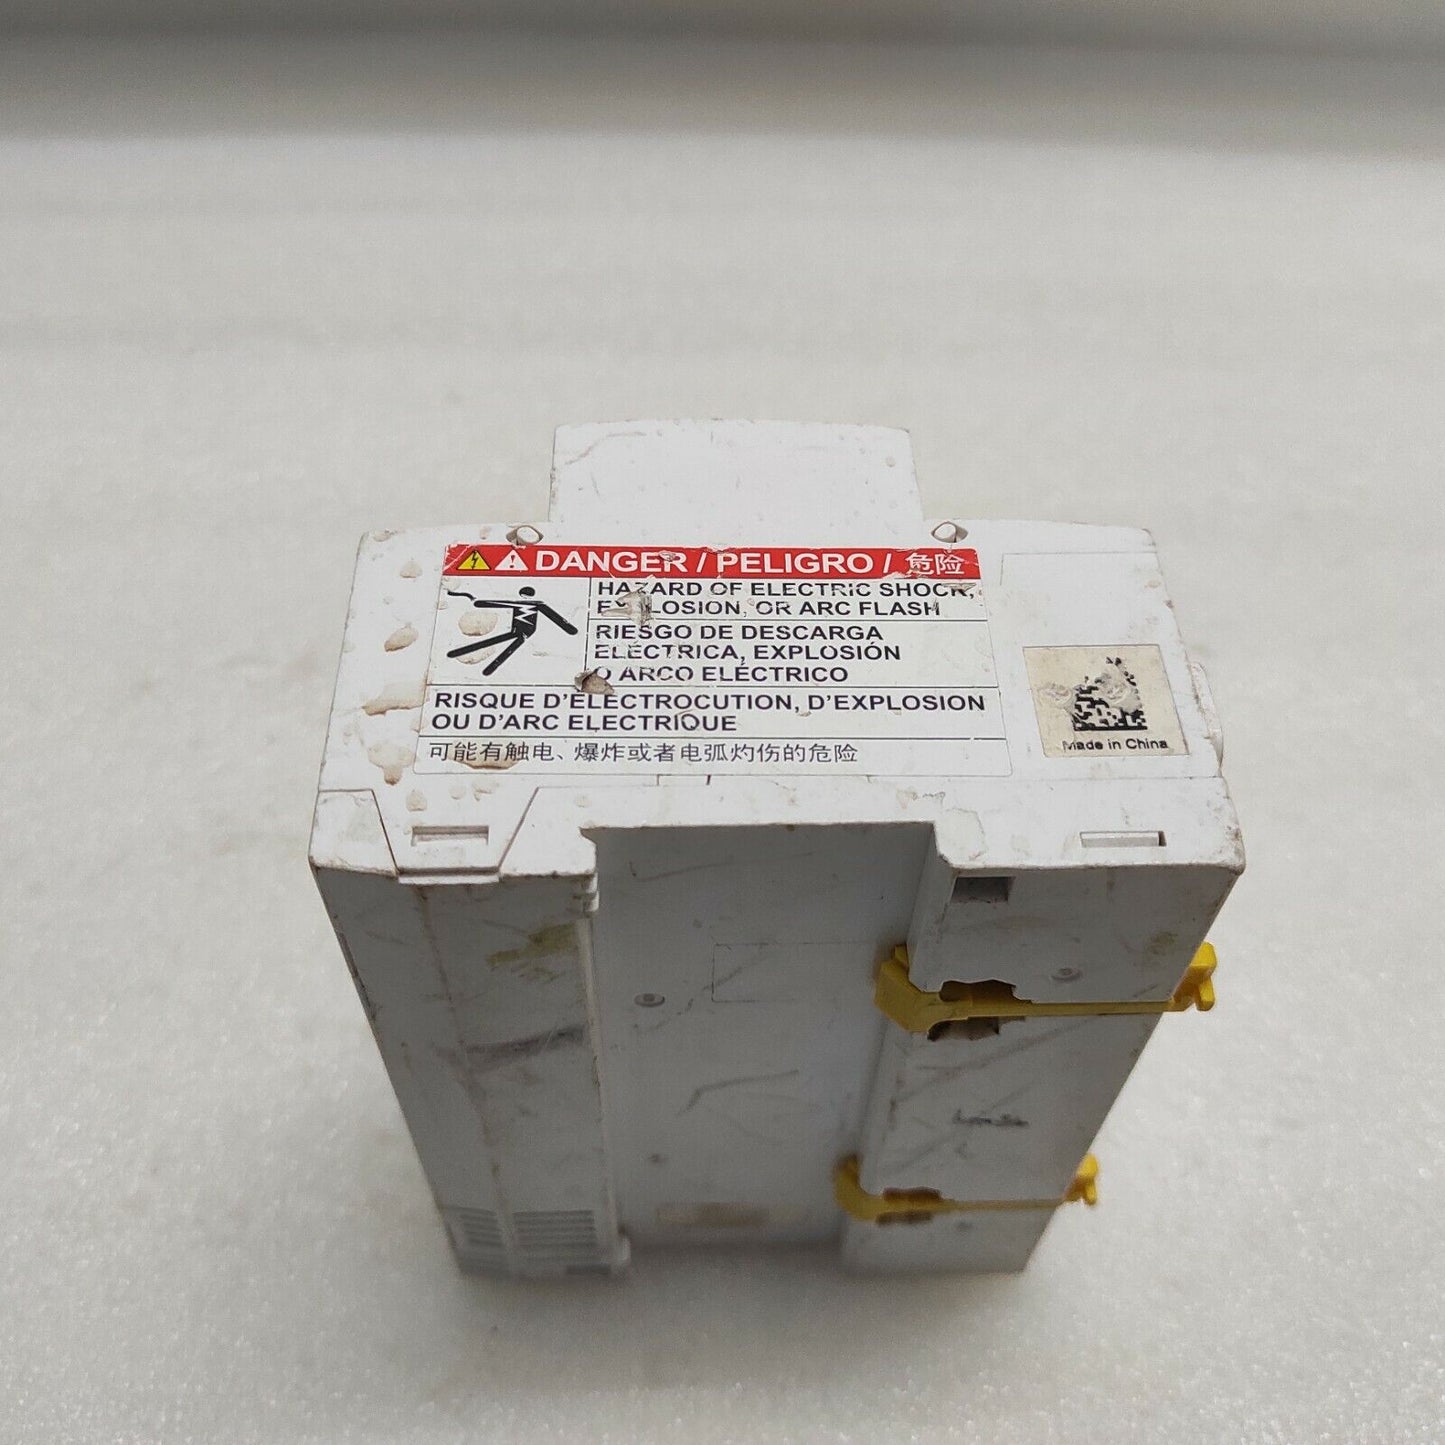 DANGER / PELIGRO / 危险
HAZARD OF ELECTRIC SHOCK,
EXPLOSION, OR ARC FLASH
RIESGO DE DESCARGA
ELECTRICA, EXPLOSIÓN
O ARCO ELÉCTRICO
RISQUE D'ÉLECTROCUTION, D'EXPLOSION
OU D'ARC ELECTRIQUE
可能有触电、爆炸或者电弧灼伤的危险
Made in China